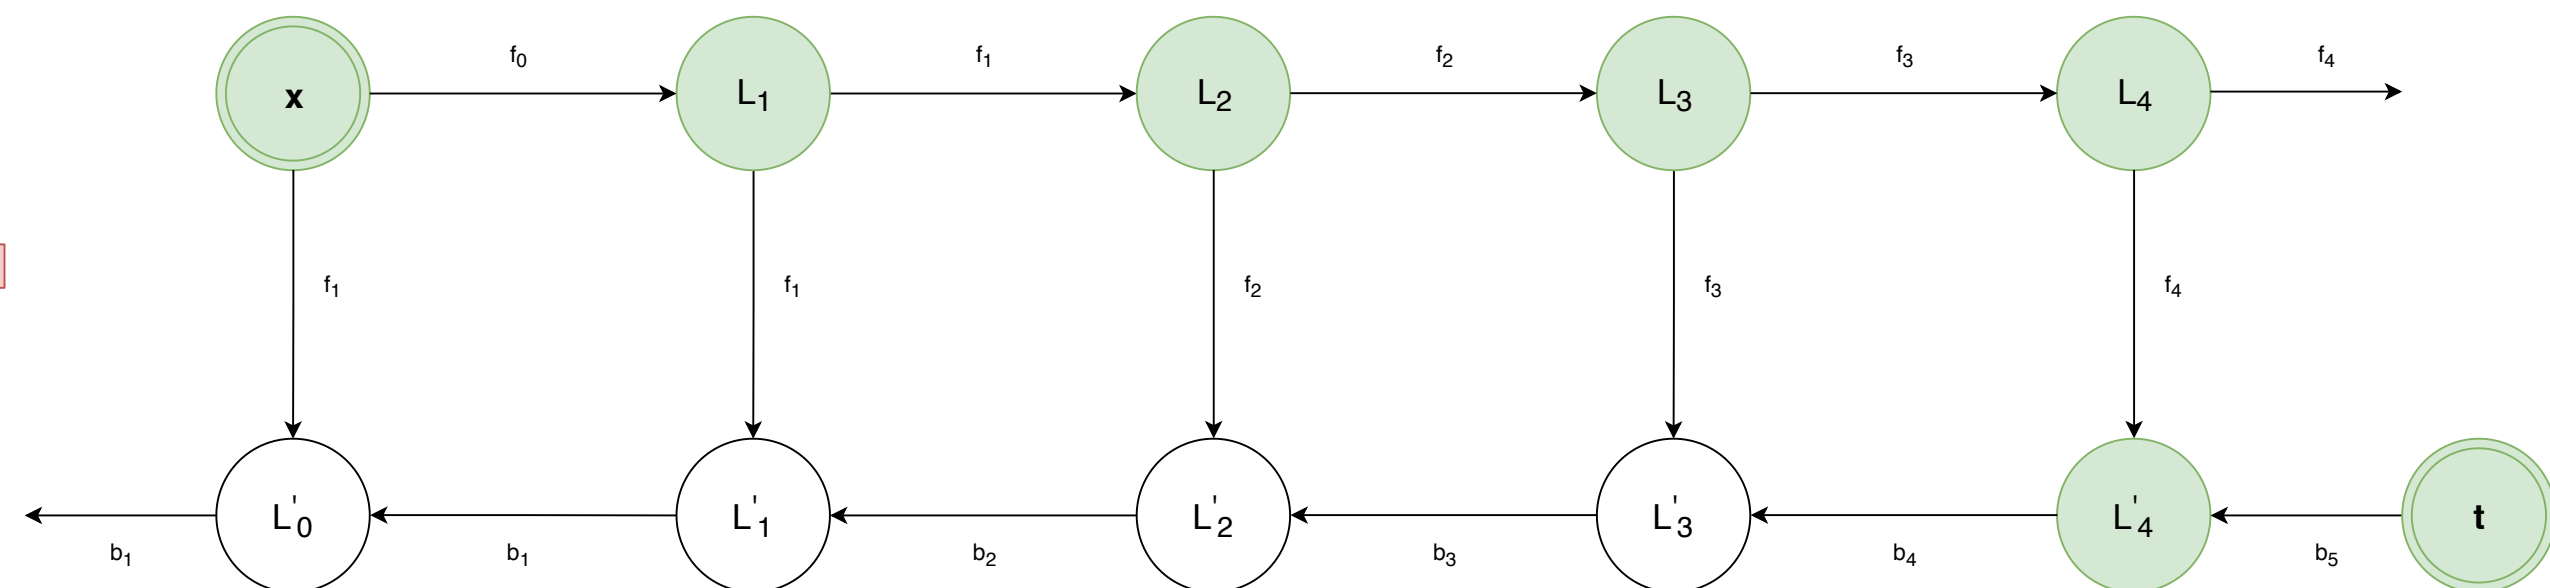 f₀ f₁ f₂ f₃ f₄
x L₁ L₂ L₃ L₄
f₁ f₁ f₂ f₃ f₄
L'₀ L'₁ L'₂ L'₃ L'₄ t
b₁ b₁ b₂ b₃ b₄ b₅